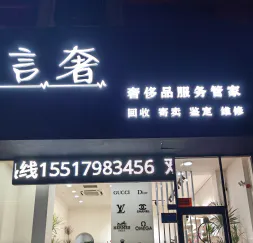 言奢
奢侈品服务管家
回收 寄卖 鉴定 维修
线15517983456
GUCCI Dior
CHANEL
HERMES OMEGA